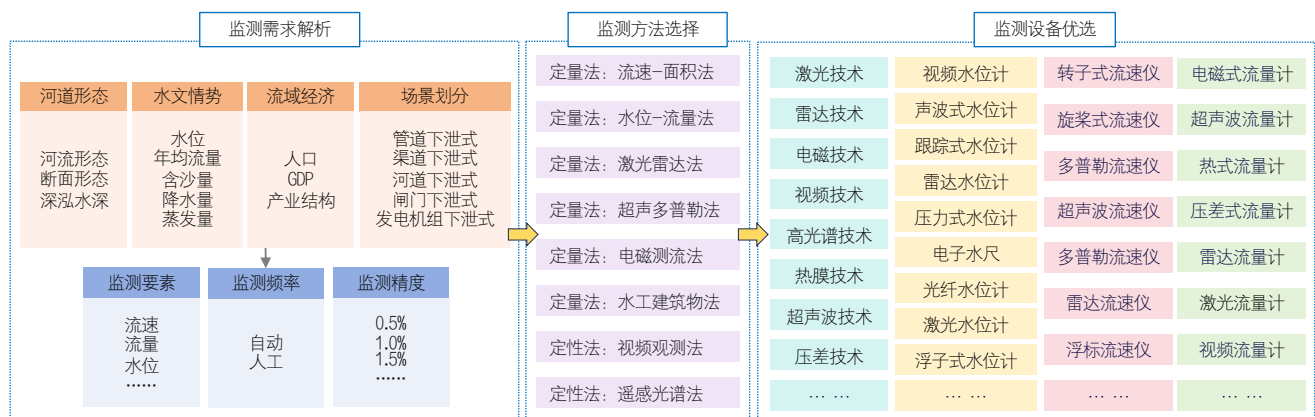 监测需求解析
河道形态
河流形态
断面形态
深泓水深
水文情势
水位
年均流量
含沙量
降水量
蒸发量
流域经济
人口
GDP
产业结构
场景划分
管道下泄式
渠道下泄式
河道下泄式
闸门下泄式
发电机组下泄式
监测要素
流速
流量
水位
……
监测频率
自动
人工
监测精度
0.5%
1.0%
1.5%
……
监测方法选择
定量法：流速-面积法
定量法：水位-流量法
定量法：激光雷达法
定量法：超声多普勒法
定量法：电磁测流法
定量法：水工建筑物法
定性法：视频观测法
定性法：遥感光谱法
监测设备优选
激光技术
雷达技术
电磁技术
视频技术
高光谱技术
热膜技术
超声波技术
压差技术
… …
视频水位计
声波式水位计
跟踪式水位计
雷达水位计
压力式水位计
电子水尺
光纤水位计
激光水位计
浮子式水位计
… …
转子式流速仪
旋桨式流速仪
多普勒流速仪
超声波流速仪
多普勒流速仪
雷达流速仪
浮标流速仪
… …
电磁式流量计
超声波流量计
热式流量计
压差式流量计
雷达流量计
激光流量计
视频流量计
… …